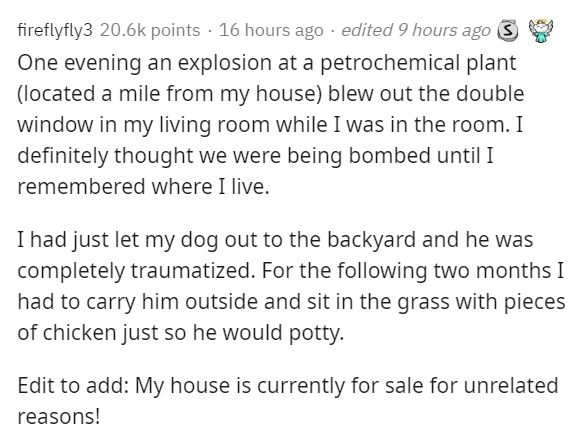 fireflyfly3 20.6k points · 16 hours ago · edited 9 hours ago S
One evening an explosion at a petrochemical plant
(located a mile from my house) blew out the double
window in my living room while I was in the room. I
definitely thought we were being bombed until I
remembered where I live.
I had just let my dog out to the backyard and he was
completely traumatized. For the following two months I
had to carry him outside and sit in the grass with pieces
of chicken just so he would potty.
Edit to add: My house is currently for sale for unrelated
reasons!